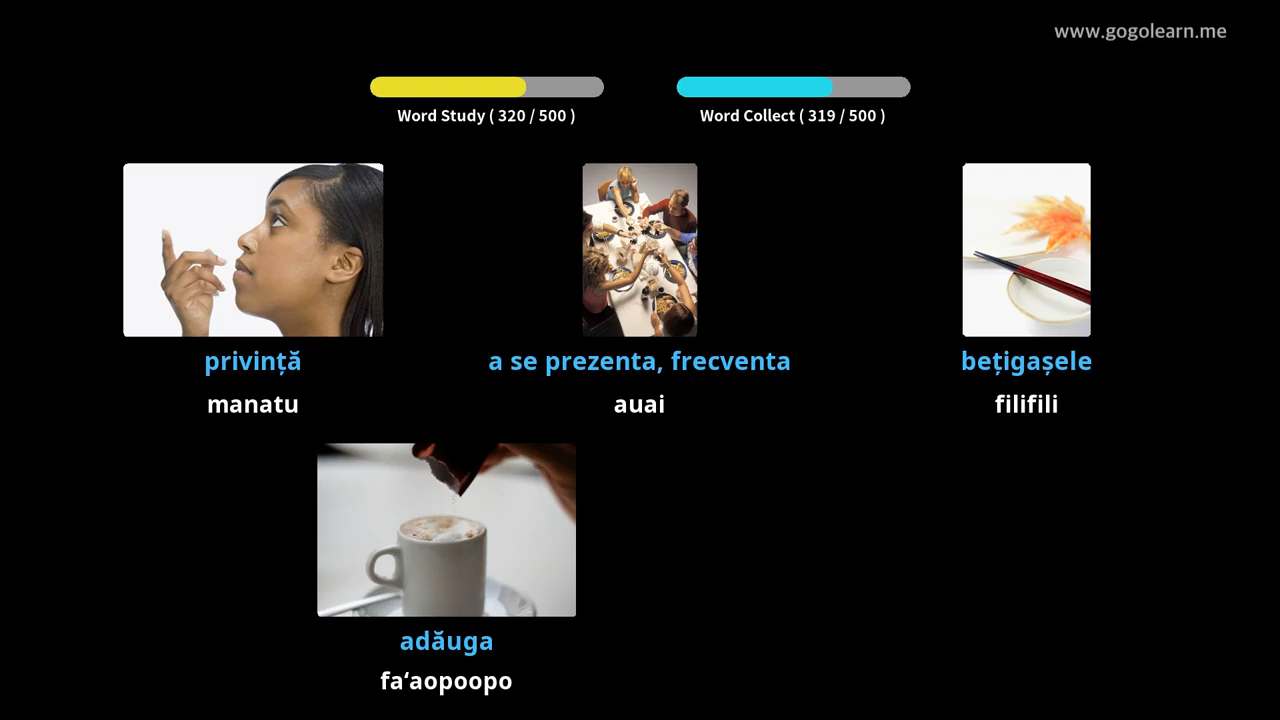 www.gogolearn.me
Word Study ( 320 / 500 )
Word Collect ( 319 / 500 )
privință
a se prezenta, frecventa
bețigașele
manatu
auai
filifili
adăuga
fa‘aopoopo